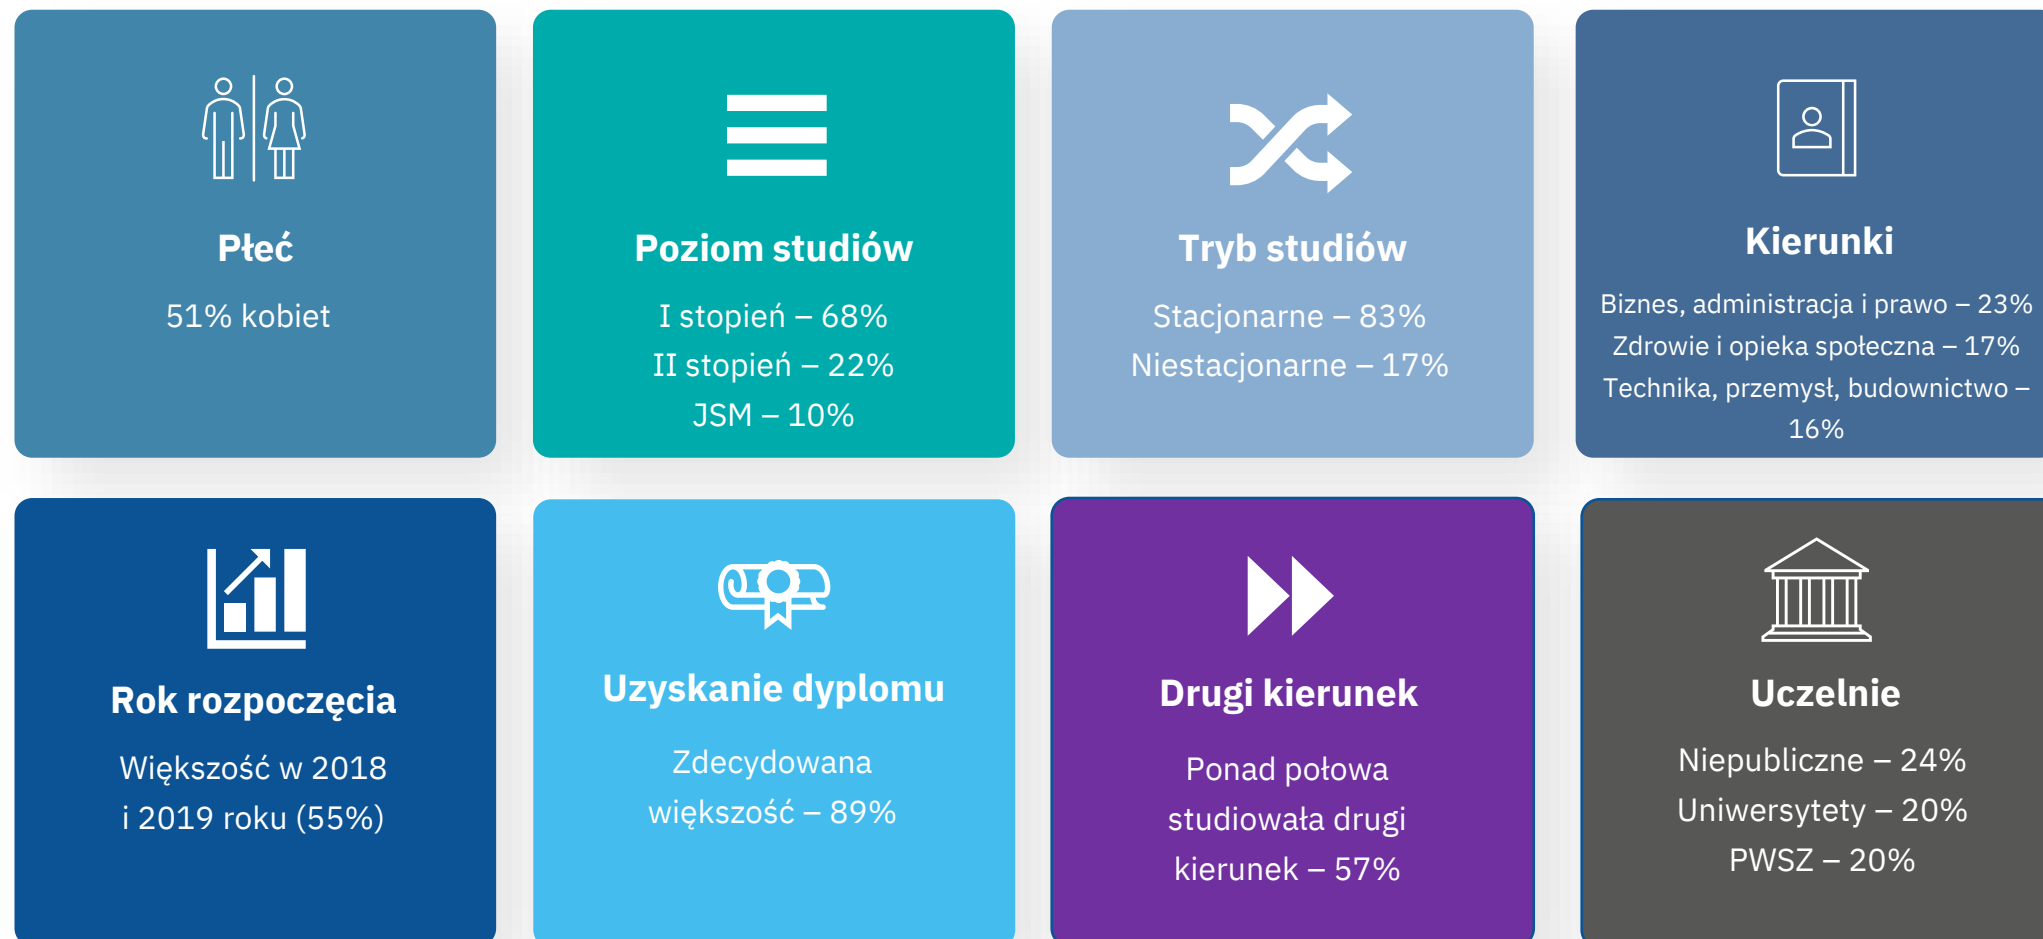 Płeć
51% kobiet
Poziom studiów
I stopień – 68%
II stopień – 22%
JSM – 10%
Tryb studiów
Stacjonarne – 83%
Niestacjonarne – 17%
Kierunki
Biznes, administracja i prawo – 23%
Zdrowie i opieka społeczna – 17%
Technika, przemysł, budownictwo –
16%
Rok rozpoczęcia
Większość w 2018
i 2019 roku (55%)
Uzyskanie dyplomu
Zdecydowana
większość – 89%
Drugi kierunek
Ponad połowa
studiowała drugi
kierunek – 57%
Uczelnie
Niepubliczne – 24%
Uniwersytety – 20%
PWSZ – 20%